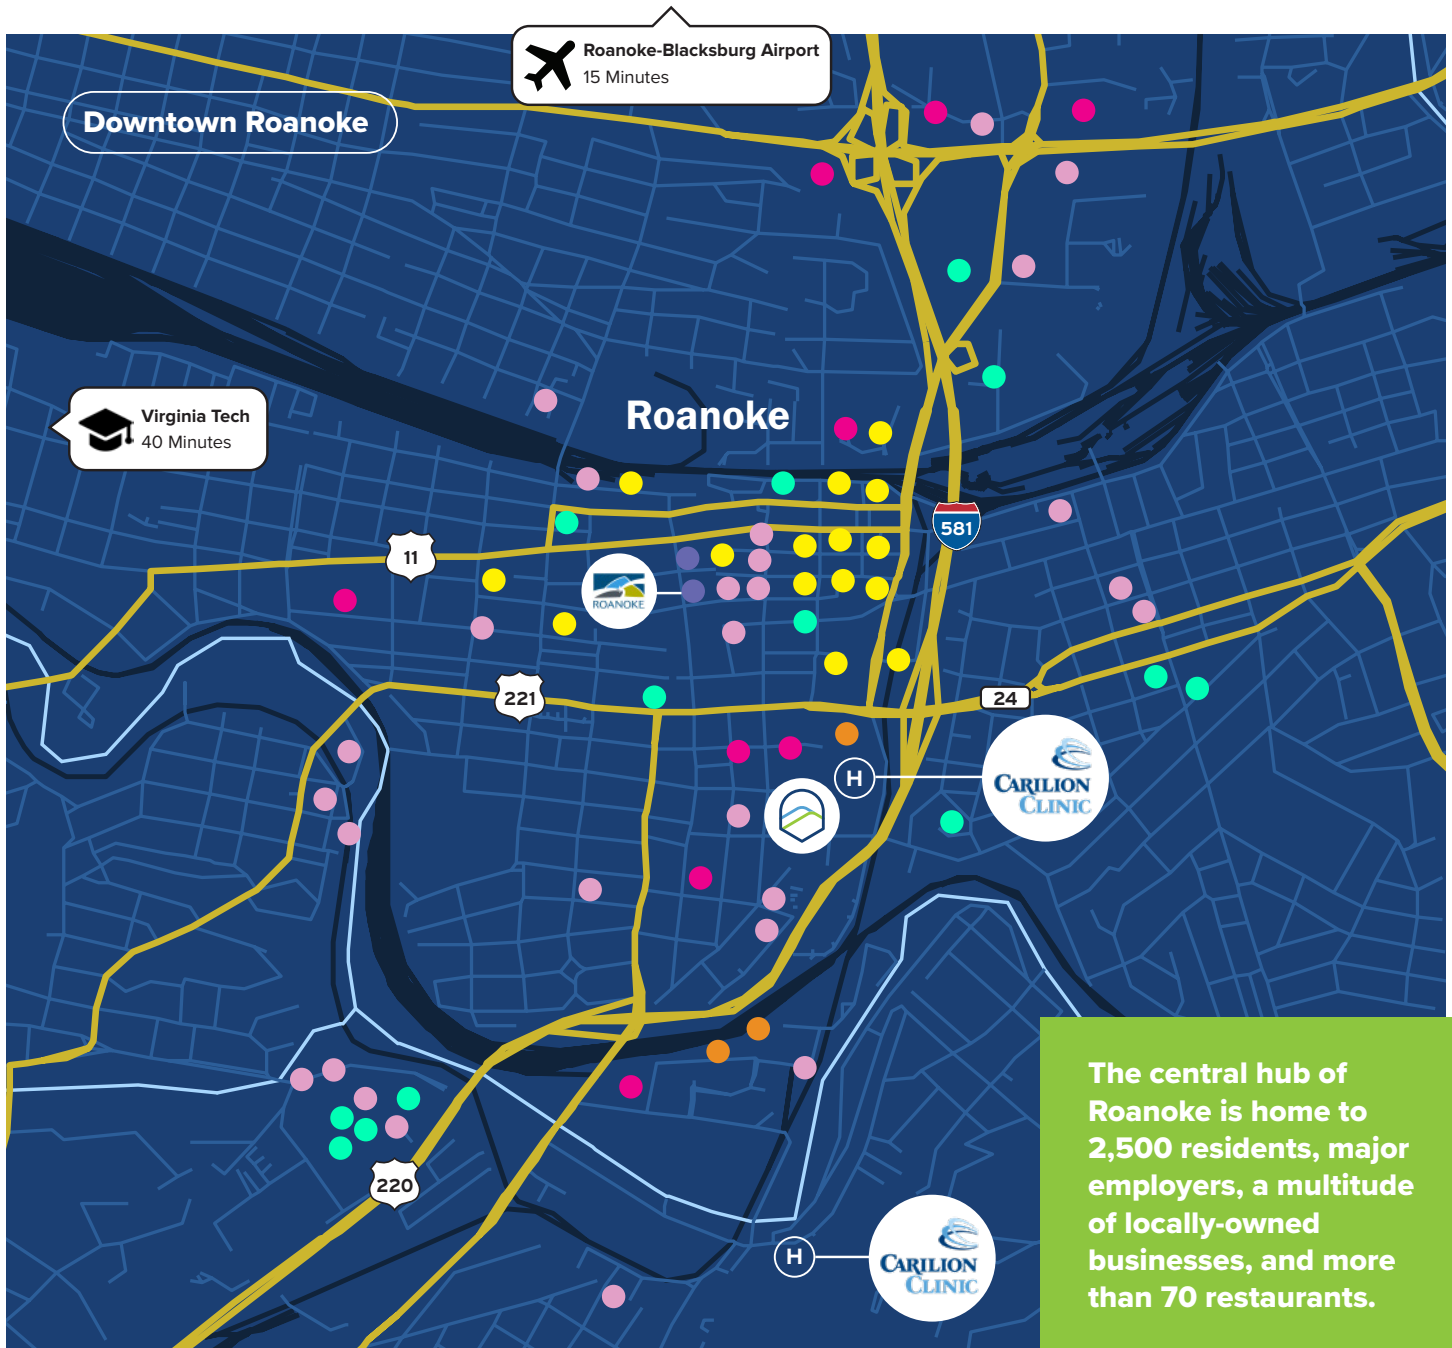 Roanoke-Blacksburg Airport
15 Minutes
Downtown Roanoke
Virginia Tech
40 Minutes
Roanoke
581
11
ROANOKE
221
24
H
CARILION
CLINIC
220
H
CARILION
CLINIC
The central hub of
Roanoke is home to
2,500 residents, major
employers, a multitude
of locally-owned
businesses, and more
than 70 restaurants.